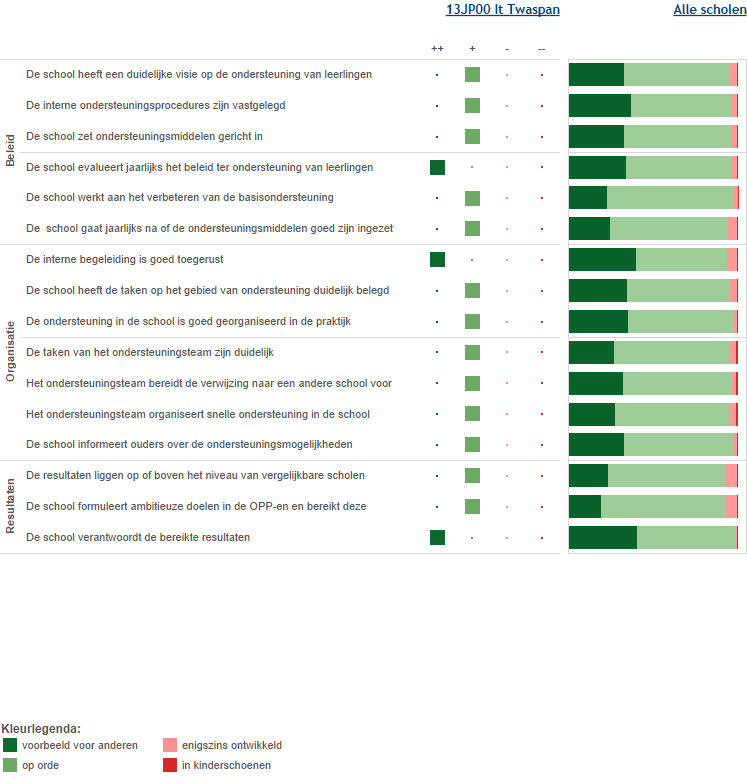 13JP00 It Twaspan
Alle scholen
++ + - --
Beleid
De school heeft een duidelijke visie op de ondersteuning van leerlingen
De interne ondersteuningsprocedures zijn vastgelegd
De school zet ondersteuningsmiddelen gericht in
De school evalueert jaarlijks het beleid ter ondersteuning van leerlingen
De school werkt aan het verbeteren van de basisondersteuning
De school gaat jaarlijks na of de ondersteuningsmiddelen goed zijn ingezet
Organisatie
De interne begeleiding is goed toegerust
De school heeft de taken op het gebied van ondersteuning duidelijk belegd
De ondersteuning in de school is goed georganiseerd in de praktijk
De taken van het ondersteuningsteam zijn duidelijk
Het ondersteuningsteam bereidt de verwijzing naar een andere school voor
Het ondersteuningsteam organiseert snelle ondersteuning in de school
De school informeert ouders over de ondersteuningsmogelijkheden
Resultaten
De resultaten liggen op of boven het niveau van vergelijkbare scholen
De school formuleert ambitieuze doelen in de OPP-en en bereikt deze
De school verantwoordt de bereikte resultaten
Kleurlegenda:
voorbeeld voor anderen
enigszins ontwikkeld
op orde
in kinderschoenen